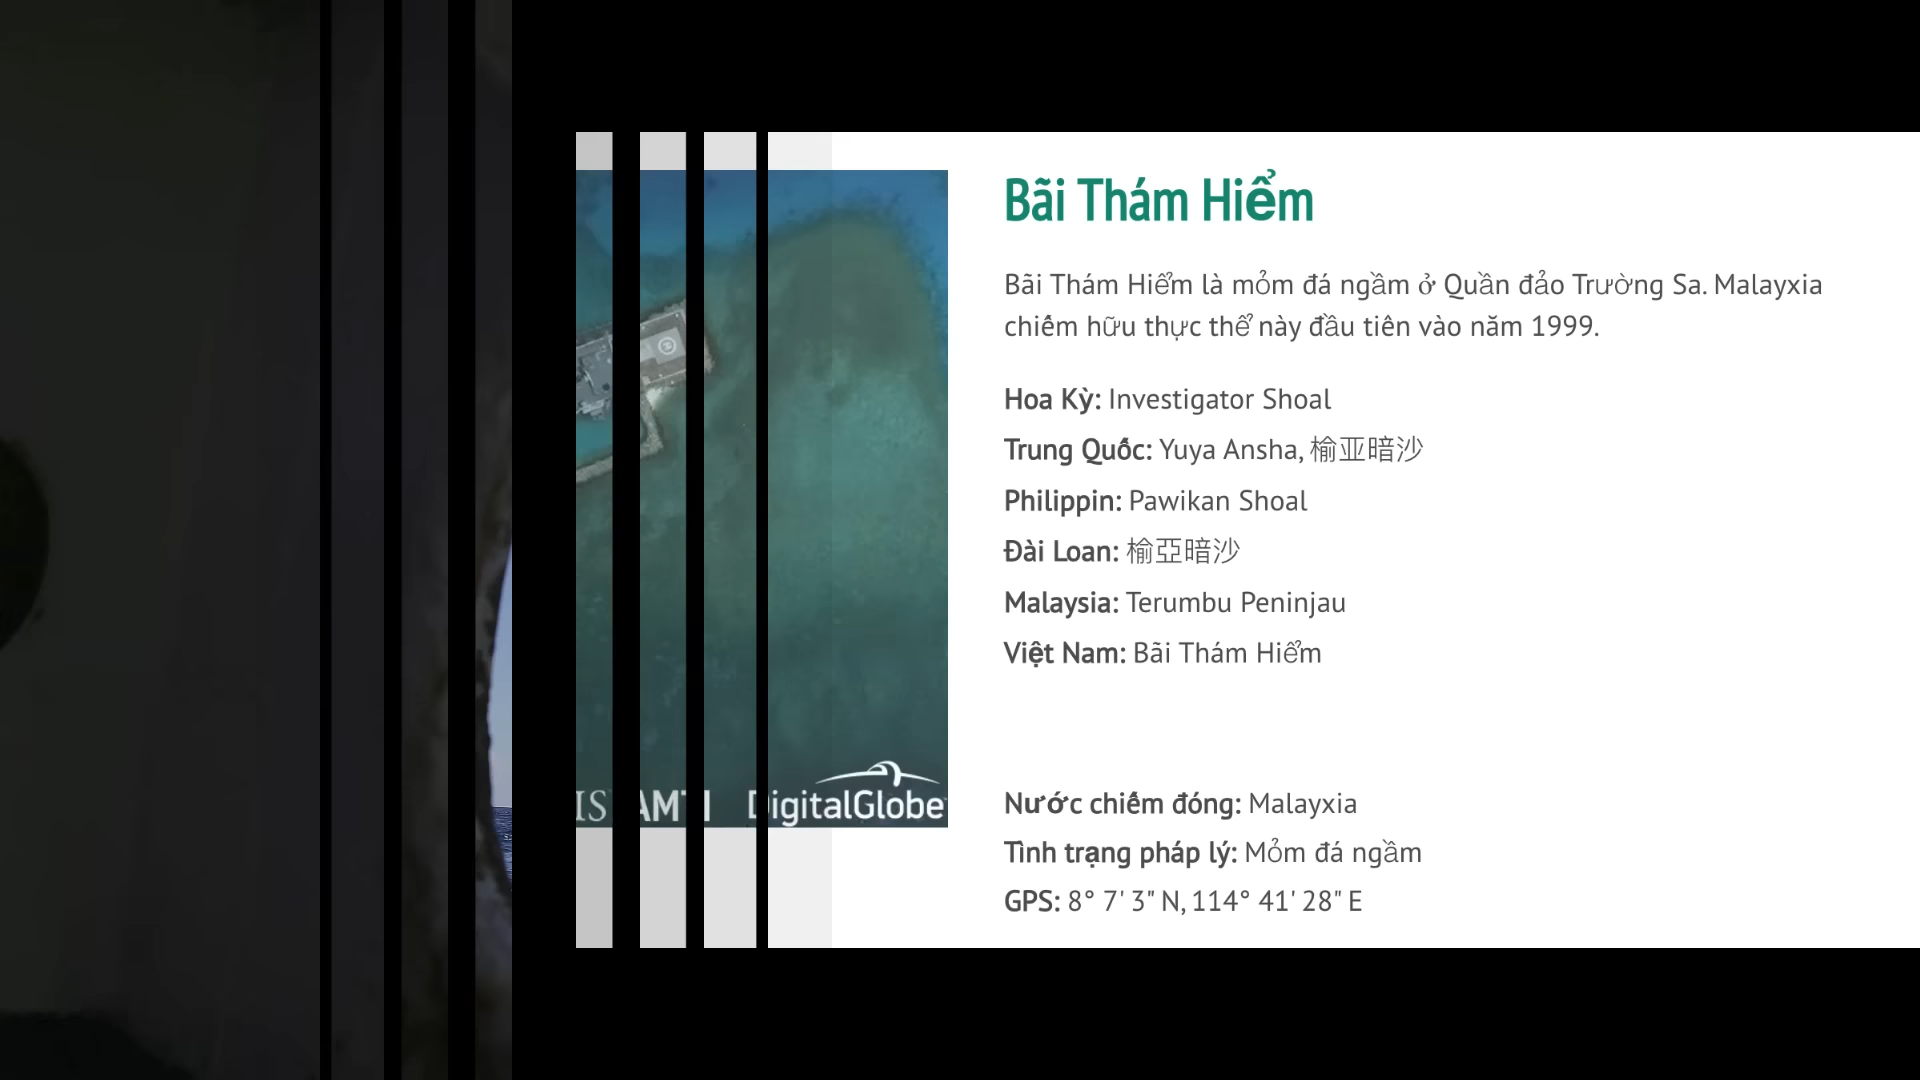 Bãi Thám Hiểm
Bãi Thám Hiểm là mỏm đá ngầm ở Quần đảo Trường Sa. Malayxia
chiếm hữu thực thể này đầu tiên vào năm 1999.
Hoa Kỳ: Investigator Shoal
Trung Quốc: Yuya Ansha, 榆亚暗沙
Philippin: Pawikan Shoal
Đài Loan: 榆亞暗沙
Malaysia: Terumbu Peninjau
Việt Nam: Bãi Thám Hiểm
Nước chiếm đóng: Malayxia
Tình trạng pháp lý: Mỏm đá ngầm
GPS: 8° 7' 3" N, 114° 41' 28" E
IS AMTI DigitalGlobe